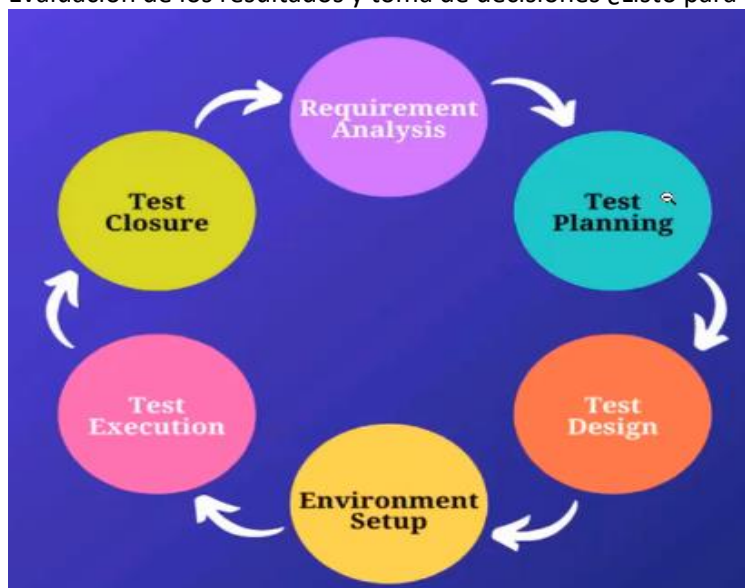 Evaluación de los resultados y toma de decisiones ¿Listo para
Requirement
Analysis
Test
Planning
Test
Design
Environment
Setup
Test
Execution
Test
Closure